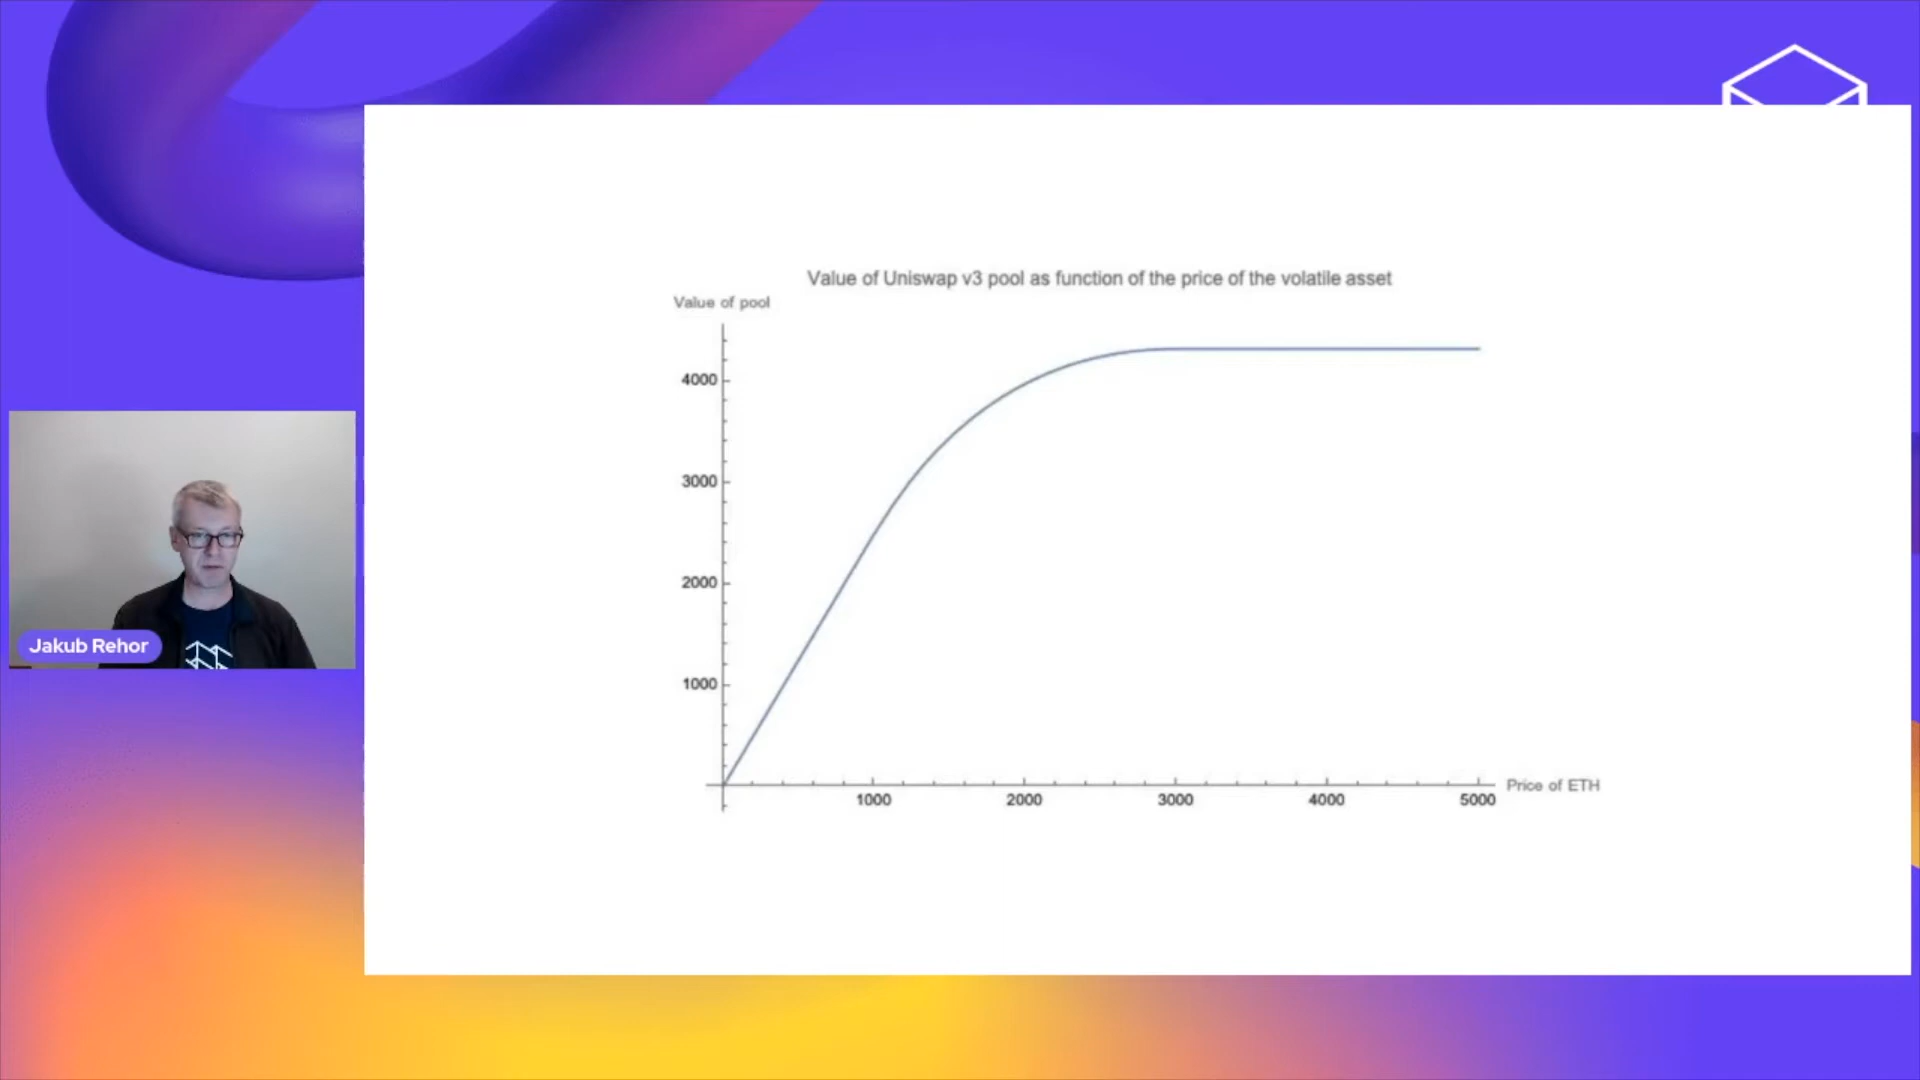 Value of Uniswap v3 pool as function of the price of the volatile asset
Value of pool
4000
3000
2000
1000
1000
2000
3000
4000
5000
Price of ETH
Jakub Rehor